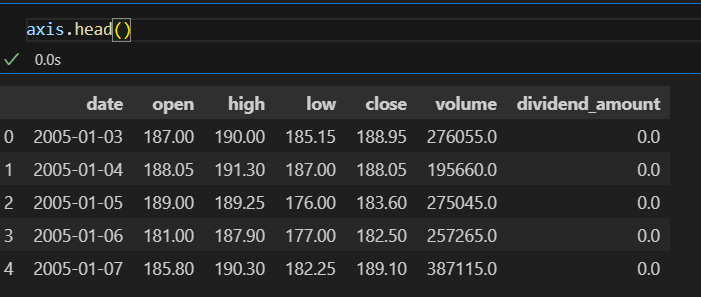 axis.head()
0.0s
date open high low close volume dividend_amount
0 2005-01-03 187.00 190.00 185.15 188.95 276055.0 0.0
1 2005-01-04 188.05 191.30 187.00 188.05 195660.0 0.0
2 2005-01-05 189.00 189.25 176.00 183.60 275045.0 0.0
3 2005-01-06 181.00 187.90 177.00 182.50 257265.0 0.0
4 2005-01-07 185.80 190.30 182.25 189.10 387115.0 0.0